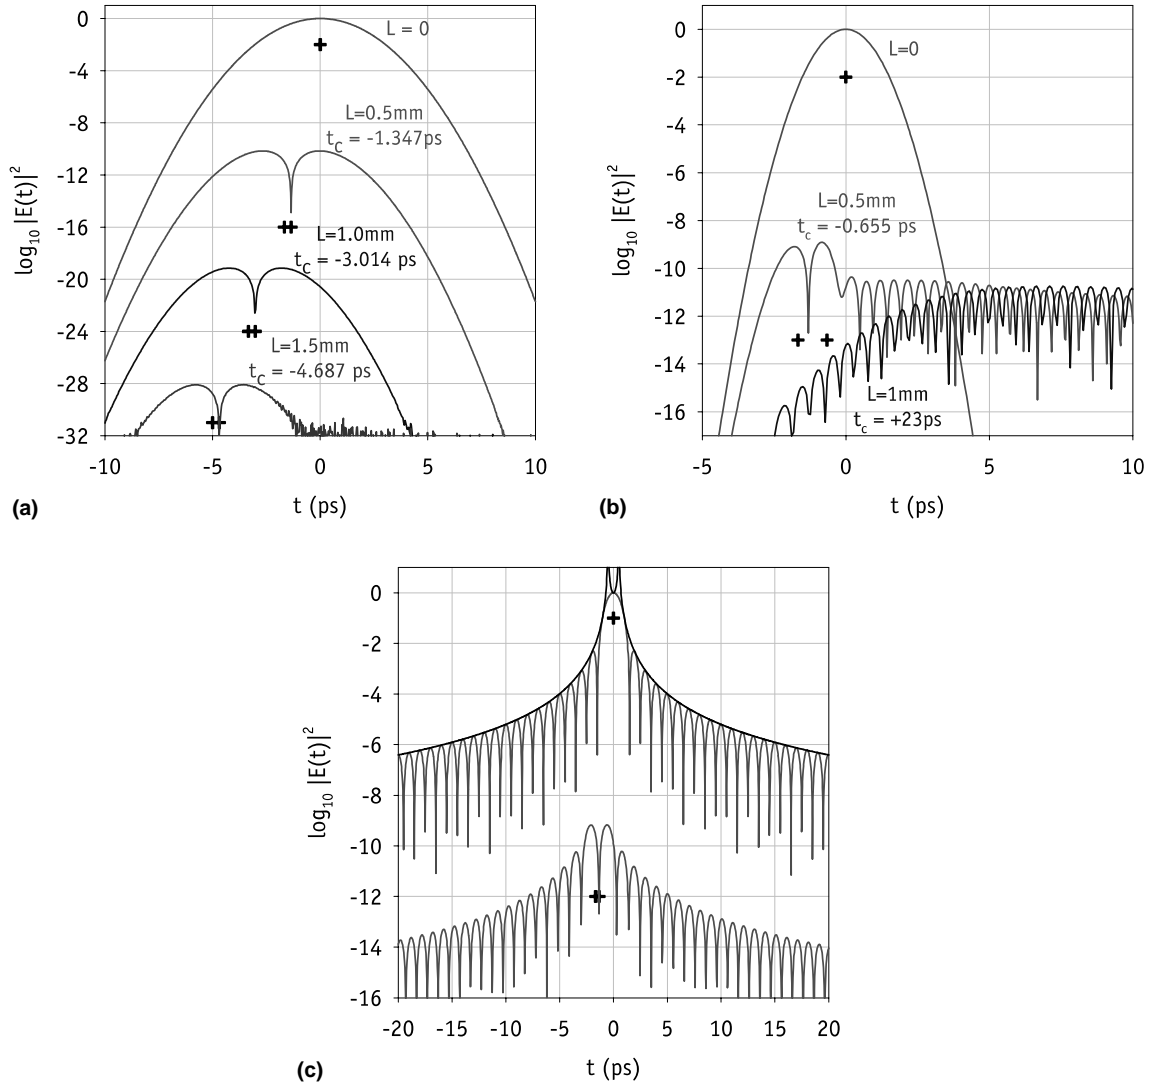 0
-4
-8
-12
-16
-20
-24
-28
-32
log₁₀ |E(t)|²
L = 0
L=0.5mm
t_c = -1.347ps
L=1.0mm
t_c = -3.014 ps
L=1.5mm
t_c = -4.687 ps
-10 -5 0 5 10
t (ps)
(a)
0
-2
-4
-6
-8
-10
-12
-14
-16
log₁₀ |E(t)|²
L=0
L=0.5mm
t_c = -0.655 ps
L=1mm
t_c = +23ps
-5 0 5 10
t (ps)
(b)
0
-2
-4
-6
-8
-10
-12
-14
-16
log₁₀ |E(t)|²
-20 -15 -10 -5 0 5 10 15 20
t (ps)
(c)